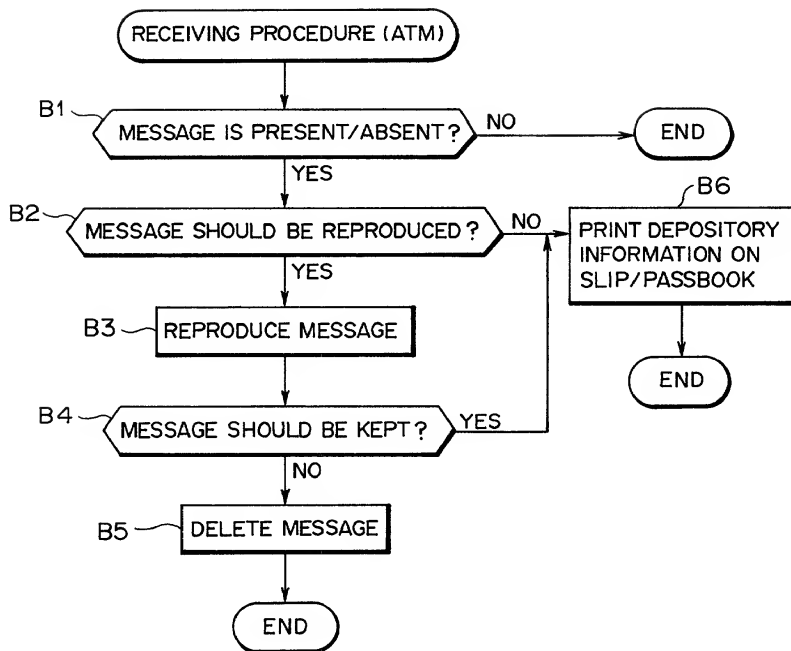 RECEIVING PROCEDURE (ATM)
B1
MESSAGE IS PRESENT/ABSENT?
NO
END
YES
B2
MESSAGE SHOULD BE REPRODUCED?
NO
B6
PRINT DEPOSITORY
INFORMATION ON
SLIP/PASSBOOK
YES
B3
REPRODUCE MESSAGE
END
B4
MESSAGE SHOULD BE KEPT?
YES
NO
B5
DELETE MESSAGE
END